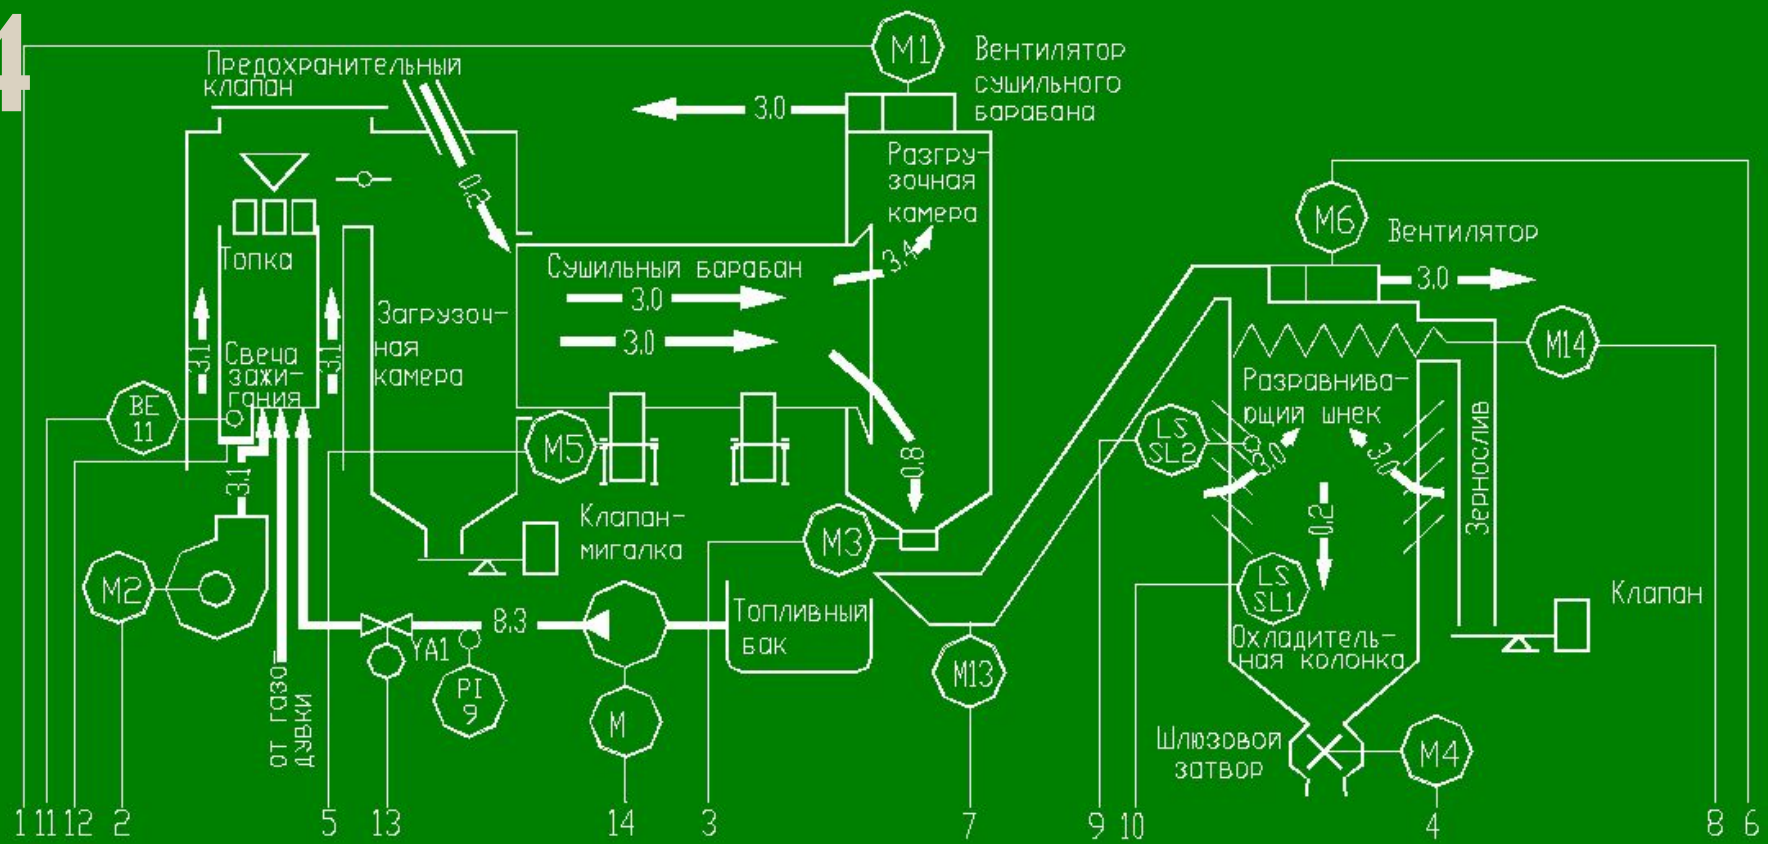 4
Предохранительный
клапан
М1
Вентилятор
сушильного
барабана
3.0
Разгру-
зочная
камера
0.2
М6
Вентилятор
3.0
Топка
Сушильный барабан
3.0
3.0
3.4
Загрузоч-
ная
камера
3.1
3.1
Свеча
зажи-
гания
М14
Разравнива-
ющий шнек
BE
11
М5
LS
SL2
3.0
3.0
Зернослив
0.8
3.1
Клапан-
мигалка
М3
0.2
М2
LS
SL1
Клапан
8.3
Топливный
бак
YA1
Охладитель-
ная колонка
PI
9
М
М13
от газо-
дувки
Шлюзовой
затвор
М4
1 11 12 2 5 13 14 3 7 9 10 4 8 6